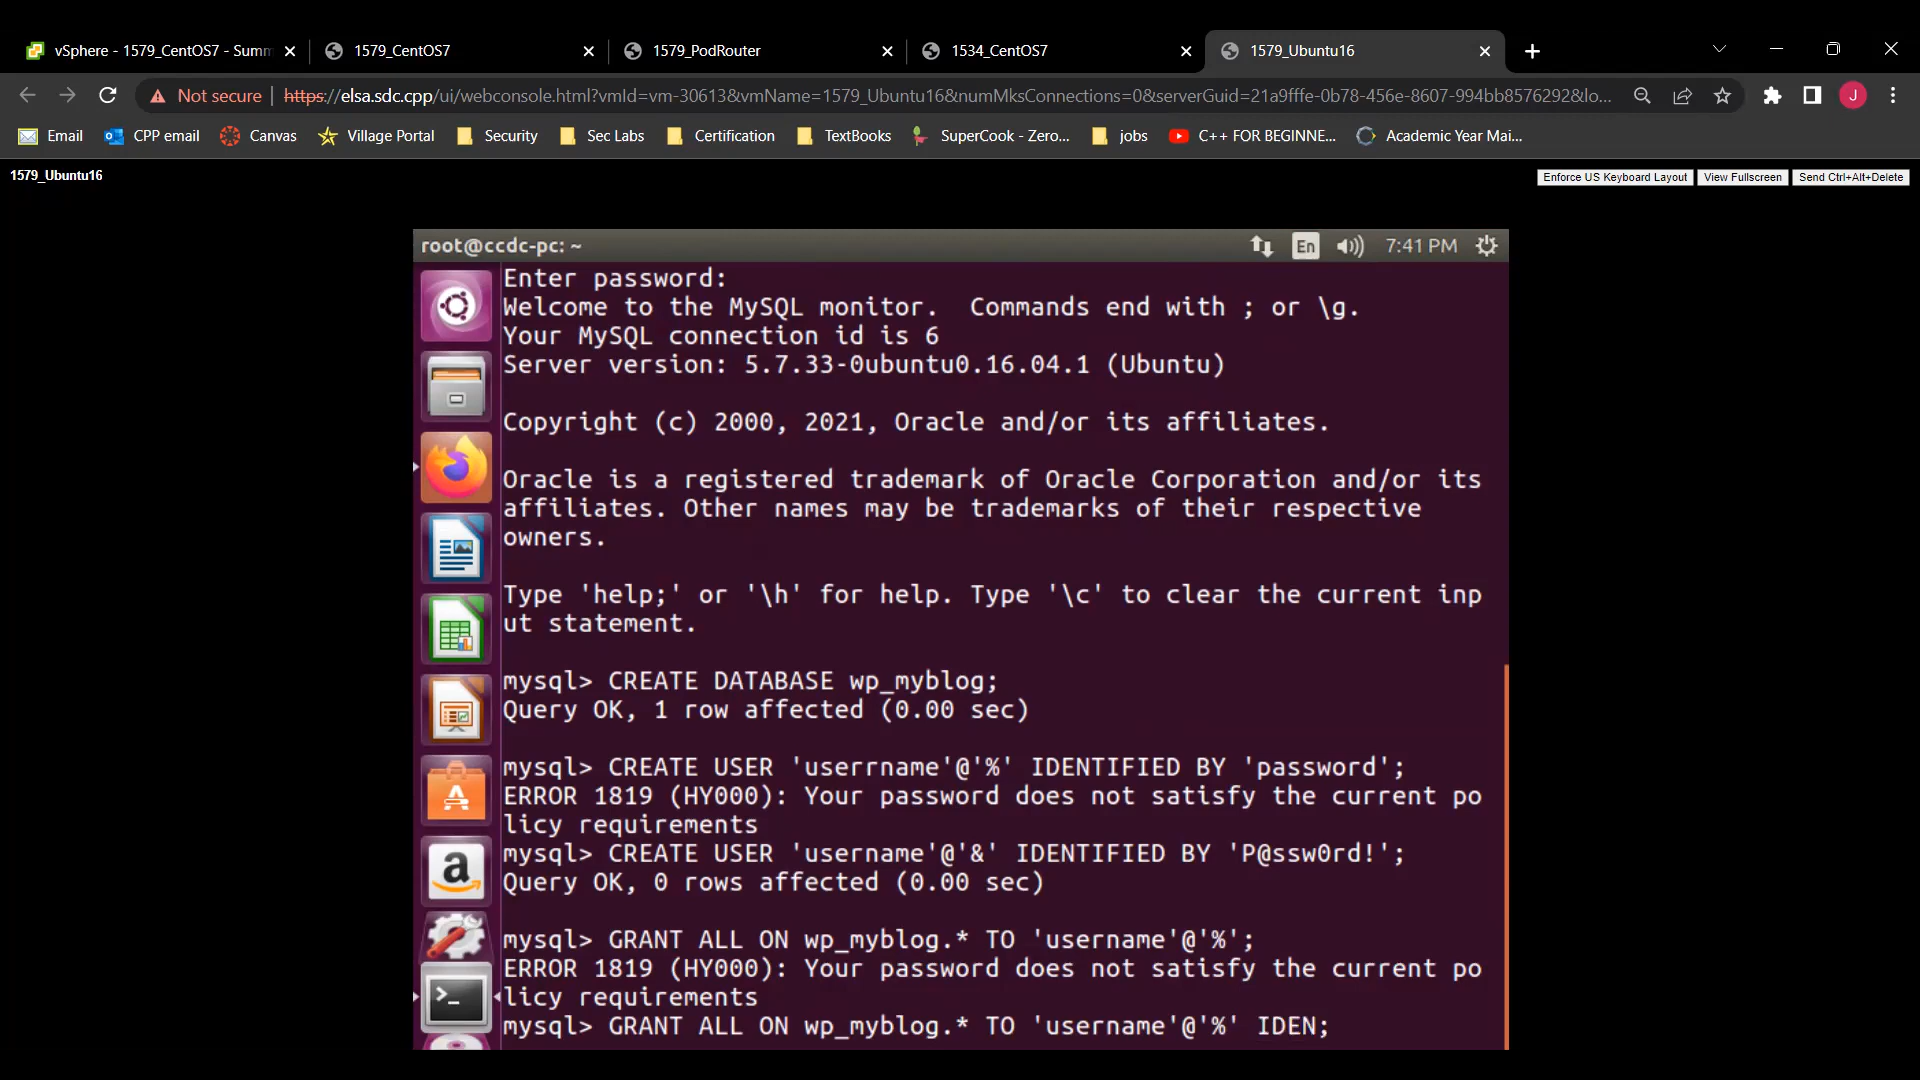 vSphere - 1579_CentOS7 - Summ
1579_CentOS7
1579_PodRouter
1534_CentOS7
1579_Ubuntu16
Not secure
https://elsa.sdc.cpp/ui/webconsole.html?vmId=vm-30613&vmName=1579_Ubuntu16&numMksConnections=0&serverGuid=21a9fffe-0b78-456e-8607-994bb8576292&lo...
J
Email
CPP email
Canvas
Village Portal
Security
Sec Labs
Certification
TextBooks
SuperCook - Zero...
jobs
C++ FOR BEGINNE...
Academic Year Mai...
1579_Ubuntu16
Enforce US Keyboard Layout
View Fullscreen
Send Ctrl+Alt+Delete
root@ccdc-pc: ~
En
7:41 PM
Enter password:
Welcome to the MySQL monitor.  Commands end with ; or \g.
Your MySQL connection id is 6
Server version: 5.7.33-0ubuntu0.16.04.1 (Ubuntu)
Copyright (c) 2000, 2021, Oracle and/or its affiliates.
Oracle is a registered trademark of Oracle Corporation and/or its
affiliates. Other names may be trademarks of their respective
owners.
Type 'help;' or '\h' for help. Type '\c' to clear the current inp
ut statement.
mysql> CREATE DATABASE wp_myblog;
Query OK, 1 row affected (0.00 sec)
mysql> CREATE USER 'userrname'@'%' IDENTIFIED BY 'password';
ERROR 1819 (HY000): Your password does not satisfy the current po
licy requirements
mysql> CREATE USER 'username'@'&' IDENTIFIED BY 'P@ssw0rd!';
Query OK, 0 rows affected (0.00 sec)
mysql> GRANT ALL ON wp_myblog.* TO 'username'@'%';
ERROR 1819 (HY000): Your password does not satisfy the current po
licy requirements
mysql> GRANT ALL ON wp_myblog.* TO 'username'@'%' IDEN;